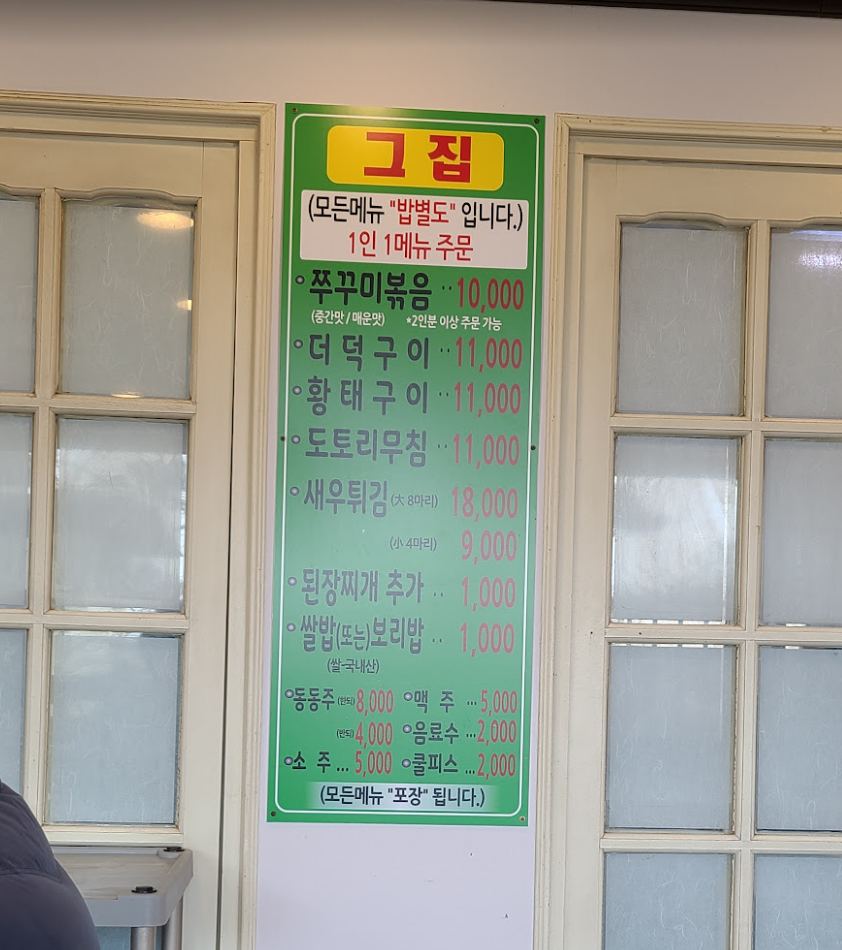 그 집
(모든메뉴 "밥별도" 입니다.)
1인 1메뉴 주문
쭈꾸미볶음 ·· 10,000
(중간맛 / 매운맛) *2인분 이상 주문 가능
더 덕 구 이 ·· 11,000
황 태 구 이 ·· 11,000
도토리무침 ·· 11,000
새우튀김 (大 8마리) 18,000
(小 4마리) 9,000
된장찌개 추가 ·· 1,000
쌀밥(또는)보리밥 ·· 1,000
(쌀-국내산)
동동주 8,000 맥 주 ... 5,000
(반되) 4,000 음료수 ... 2,000
소 주 ... 5,000 쿨피스 ... 2,000
(모든메뉴 "포장" 됩니다.)